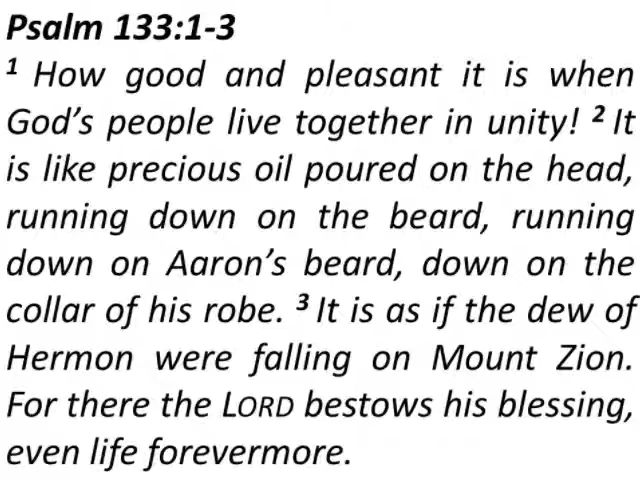 Psalm 133:1-3
1 How good and pleasant it is when
God’s people live together in unity! 2 It
is like precious oil poured on the head,
running down on the beard, running
down on Aaron’s beard, down on the
collar of his robe. 3 It is as if the dew of
Hermon were falling on Mount Zion.
For there the LORD bestows his blessing,
even life forevermore.